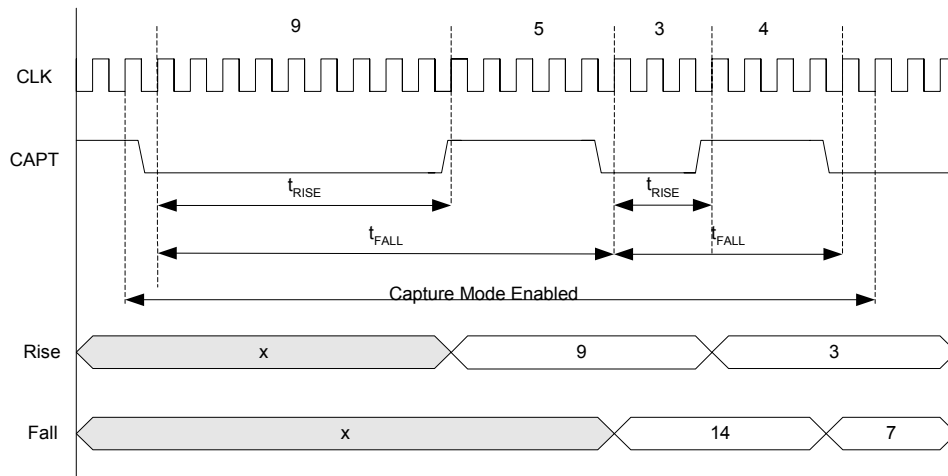 9 5 3 4
CLK
CAPT
tRISE tRISE
tFALL tFALL
Capture Mode Enabled
Rise x 9 3
Fall x 14 7